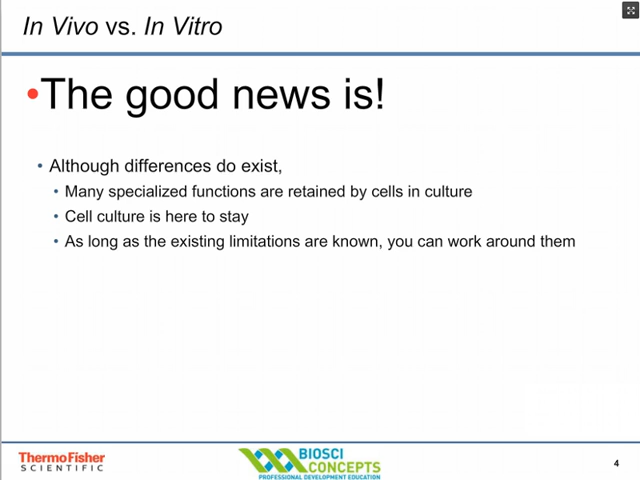 In Vivo vs. In Vitro
•The good news is!
• Although differences do exist,
• Many specialized functions are retained by cells in culture
• Cell culture is here to stay
• As long as the existing limitations are known, you can work around them
ThermoFisher
SCIENTIFIC
BIOSCI
CONCEPTS
PROFESSIONAL DEVELOPMENT EDUCATION
4